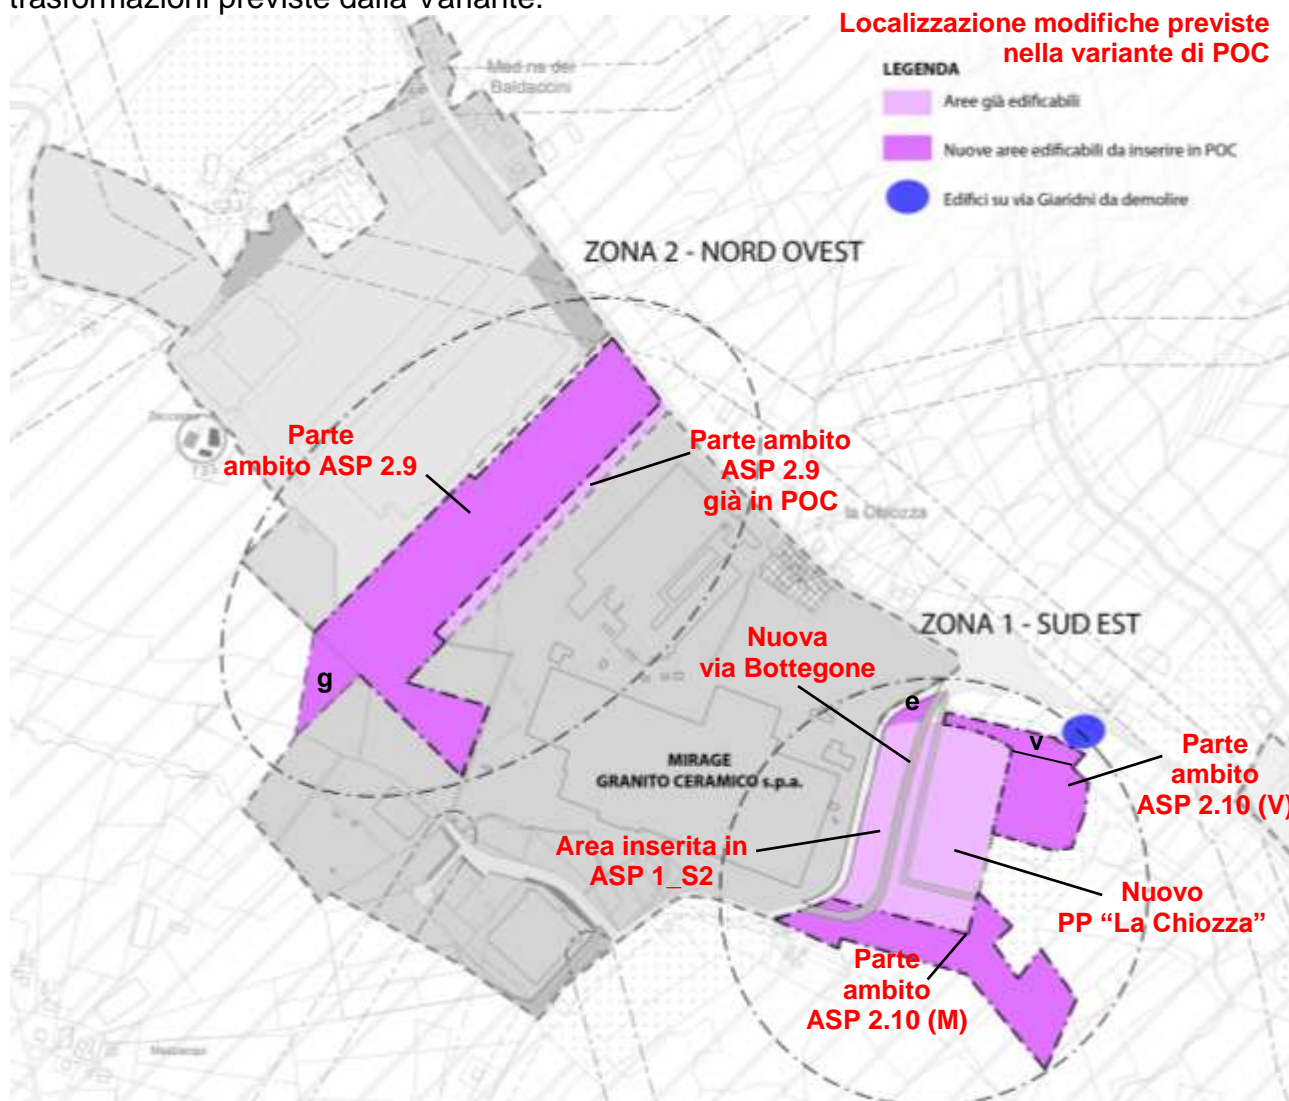 trasformazioni previste dalla Variante.
Localizzazione modifiche previste
nella variante di POC
LEGENDA
Aree già edificabili
Nuove aree edificabili da inserire in POC
Edifici su via Giaridni da demolire
Baldaccini
ZONA 2 - NORD OVEST
Parte
ambito ASP 2.9
Parte ambito
ASP 2.9
già in POC
la Chiozza
ZONA 1 - SUD EST
Nuova
via Bottegone
g
e
v
MIRAGE
GRANITO CERAMICO s.p.a.
Parte
ambito
ASP 2.10 (V)
Area inserita in
ASP 1_S2
Nuovo
PP “La Chiozza”
Parte
ambito
ASP 2.10 (M)